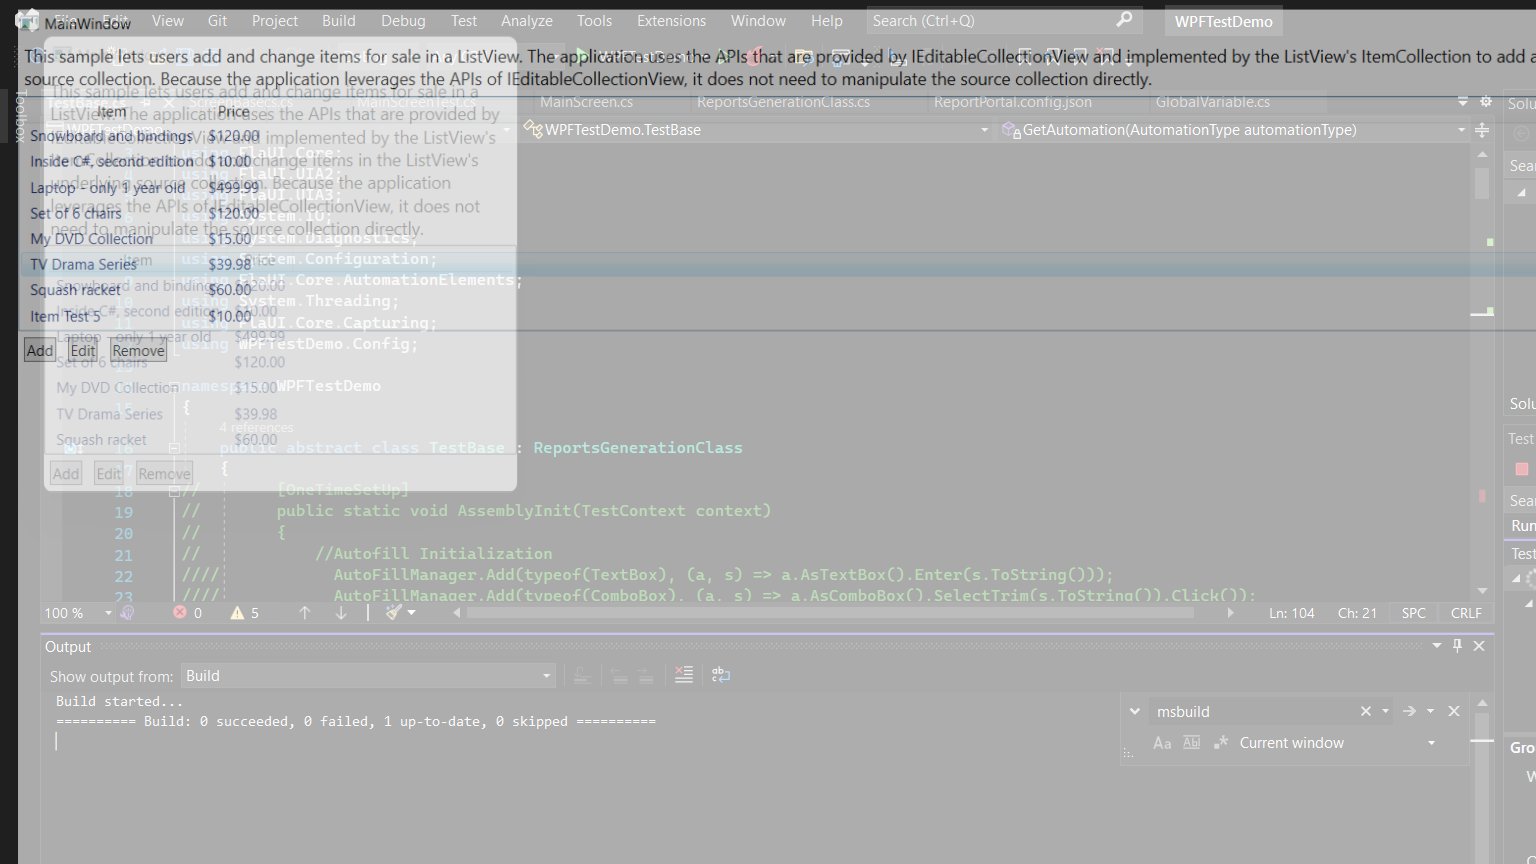 MainWindow
File Edit View Git Project Build Debug Test Analyze Tools Extensions Window Help Search (Ctrl+Q) WPFTestDemo
This sample lets users add and change items for sale in a ListView. The application uses the APIs that are provided by IEditableCollectionView and implemented by the ListView's ItemCollection to add a
source collection. Because the application leverages the APIs of IEditableCollectionView, it does not need to manipulate the source collection directly.
Item Price
Snowboard and bindings $120.00
Inside C#, second edition $10.00
Laptop - only 1 year old $499.99
Set of 6 chairs $120.00
My DVD Collection $15.00
TV Drama Series $39.98
Squash racket $60.00
Item Test 5 $10.00
Add Edit Remove
This sample lets users add and change items for sale in a
ListView. The application uses the APIs that are provided by
IEditableCollectionView and implemented by the ListView's
ItemCollection to add and change items in the ListView's
underlying source collection. Because the application
leverages the APIs of IEditableCollectionView, it does not
need to manipulate the source collection directly.
Item Price
Snowboard and bindings $120.00
Inside C#, second edition $10.00
Laptop - only 1 year old $499.99
Set of 6 chairs $120.00
My DVD Collection $15.00
TV Drama Series $39.98
Squash racket $60.00
Add Edit Remove
Toolbox
TestBase.cs ScreenBasecs.cs MainScreenTest.cs MainScreen.cs ReportsGenerationClass.cs ReportPortal.config.json GlobalVariable.cs
WPFTestDemo WPFTestDemo.TestBase GetAutomation(AutomationType automationType)
using FlaUI.Core;
using FlaUI.UIA2;
using FlaUI.UIA3;
using System.IO;
using System.Diagnostics;
using System.Configuration;
using FlaUI.Core.AutomationElements;
10 using System.Threading;
11 using FlaUI.Core.Capturing;
using WPFTestDemo.Config;
namespace WPFTestDemo
15 {
4 references
16 public abstract class TestBase : ReportsGenerationClass
17 {
18 // [OneTimeSetUp]
19 // public static void AssemblyInit(TestContext context)
20 // {
21 // //Autofill Initialization
22 //// AutoFillManager.Add(typeof(TextBox), (a, s) => a.AsTextBox().Enter(s.ToString()));
23 //// AutoFillManager.Add(typeof(ComboBox), (a, s) => a.AsComboBox().SelectTrim(s.ToString()).Click());
100 % 0 5 Ln: 104 Ch: 21 SPC CRLF
Output
Show output from: Build
Build started...
========== Build: 0 succeeded, 0 failed, 1 up-to-date, 0 skipped ==========
msbuild
Aa Abl .* Current window
Solu
Sear
Solu
Test
Sear
Run
Test
Gro